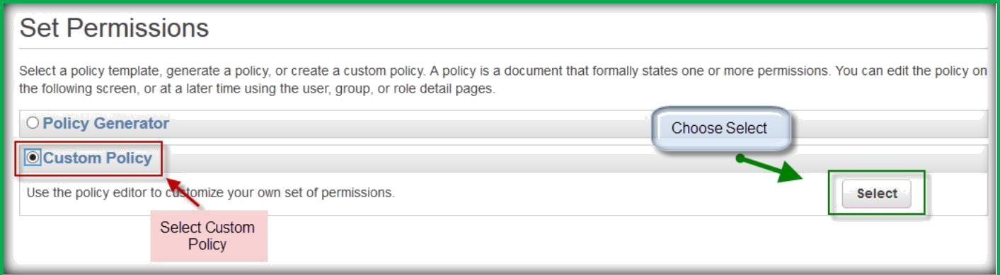 Set Permissions
Select a policy template, generate a policy, or create a custom policy. A policy is a document that formally states one or more permissions. You can edit the policy on
the following screen, or at a later time using the user, group, or role detail pages.
Policy Generator
Choose Select
Custom Policy
Use the policy editor to customize your own set of permissions.
Select
Select Custom
Policy